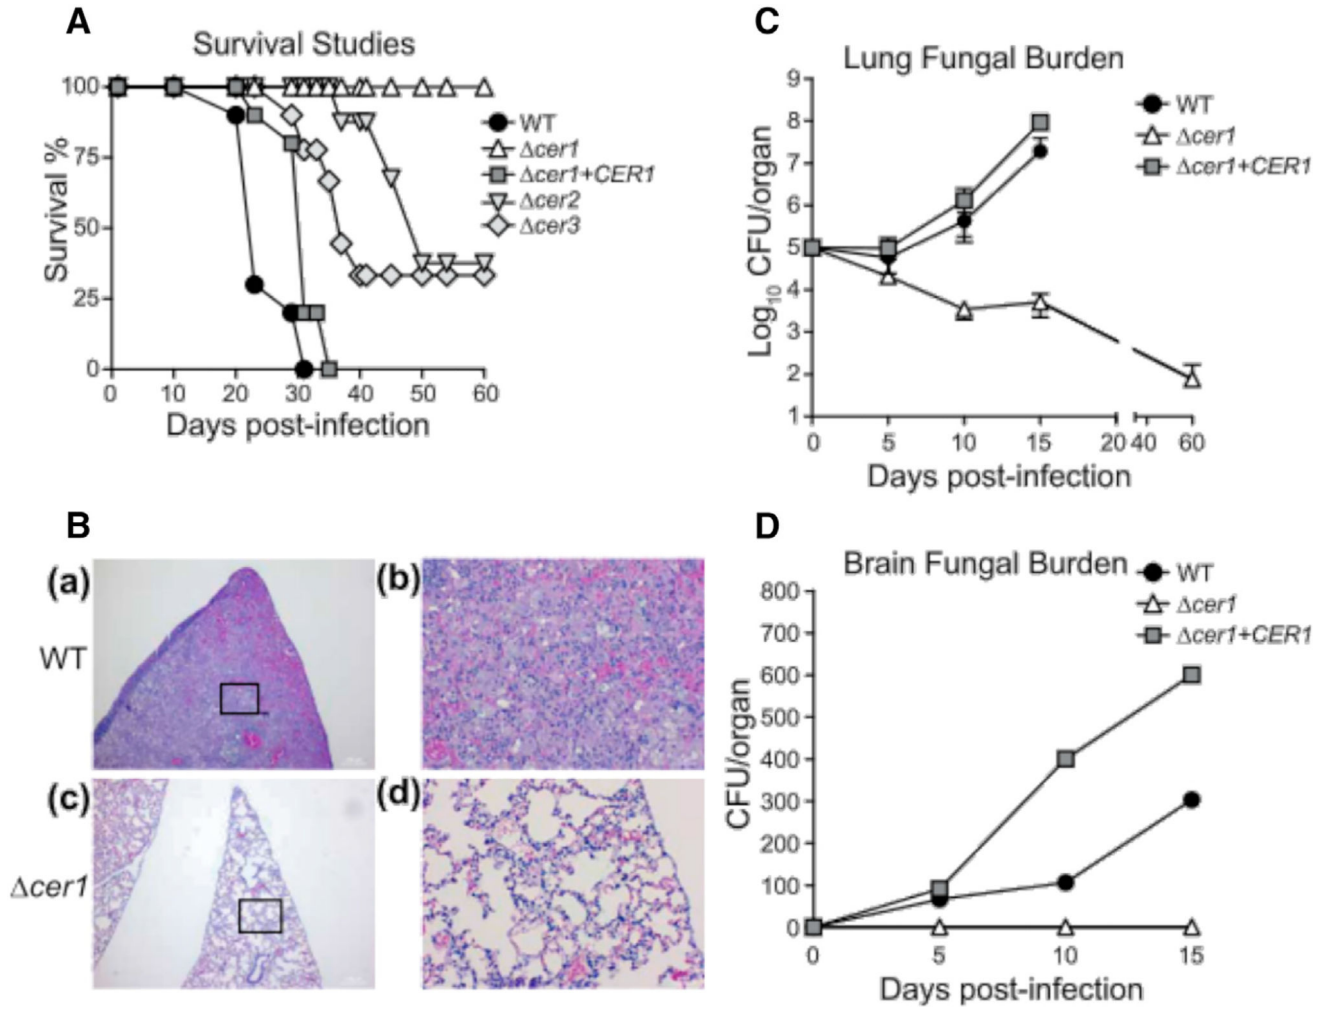 A
Survival Studies
Survival %
100
75
50
25
0
0 10 20 30 40 50 60
Days post-infection
WT
Δcer1
Δcer1+CER1
Δcer2
Δcer3
C
Lung Fungal Burden
Log10 CFU/organ
9
8
7
6
5
4
3
2
1
0 5 10 15 20 40 60
Days post-infection
WT
Δcer1
Δcer1+CER1
B
(a)
(b)
WT
(c)
(d)
Δcer1
D
Brain Fungal Burden
CFU/organ
800
700
600
500
400
300
200
100
0
0 5 10 15
Days post-infection
WT
Δcer1
Δcer1+CER1